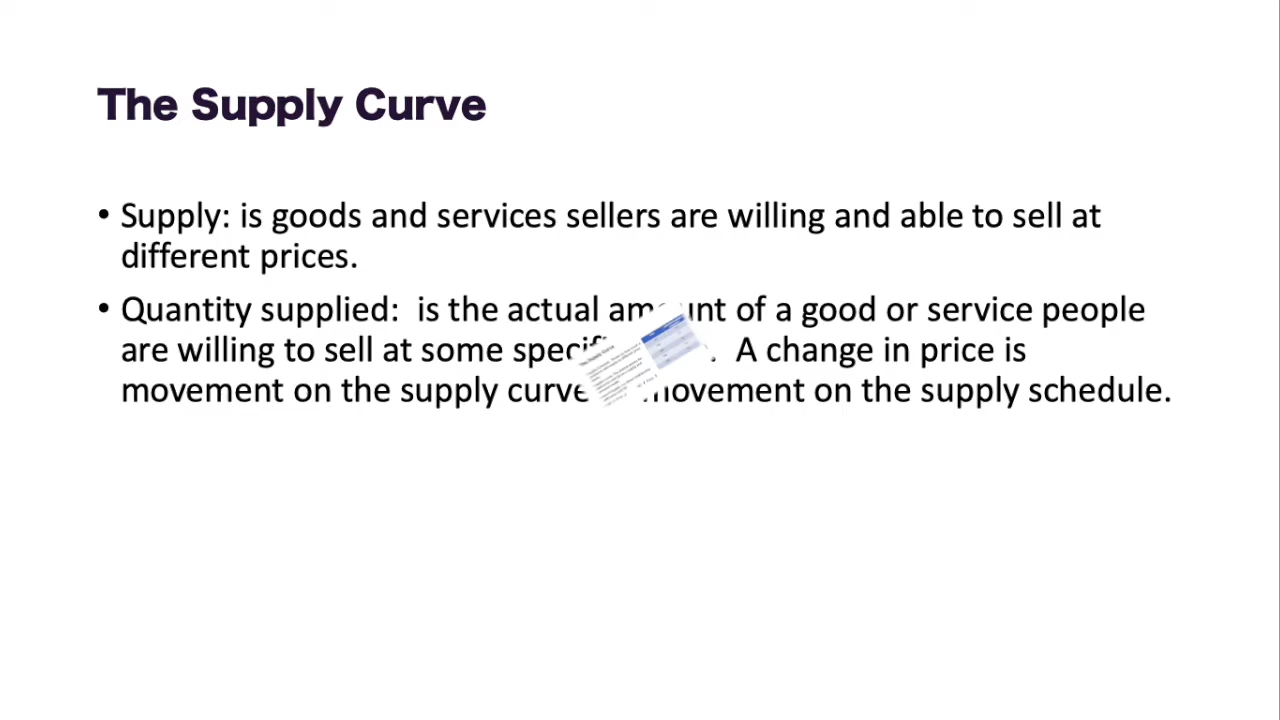 The Supply Curve
• Supply: is goods and services sellers are willing and able to sell at
different prices.
• Quantity supplied:  is the actual amount of a good or service people
are willing to sell at some A change in price is
movement on the supply curve movement on the supply schedule.